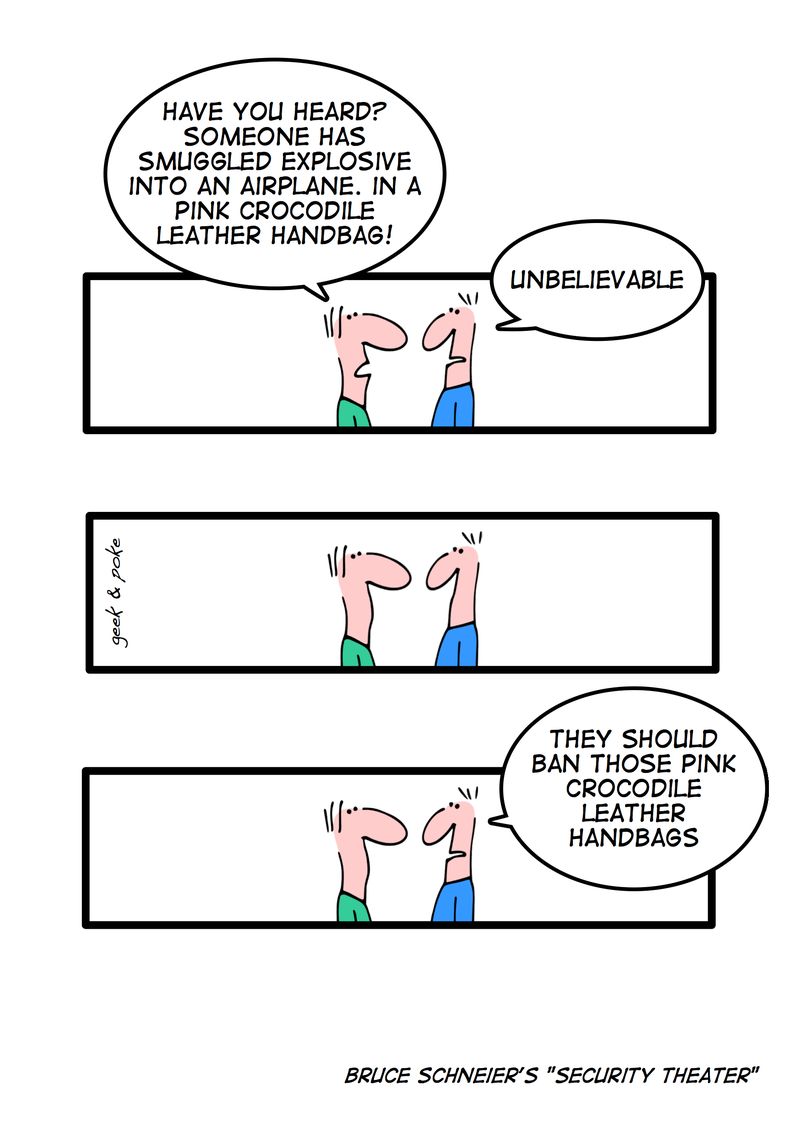 HAVE YOU HEARD?
SOMEONE HAS
SMUGGLED EXPLOSIVE
INTO AN AIRPLANE. IN A
PINK CROCODILE
LEATHER HANDBAG!
UNBELIEVABLE
geek & poke
THEY SHOULD
BAN THOSE PINK
CROCODILE
LEATHER
HANDBAGS
BRUCE SCHNEIER'S "SECURITY THEATER"